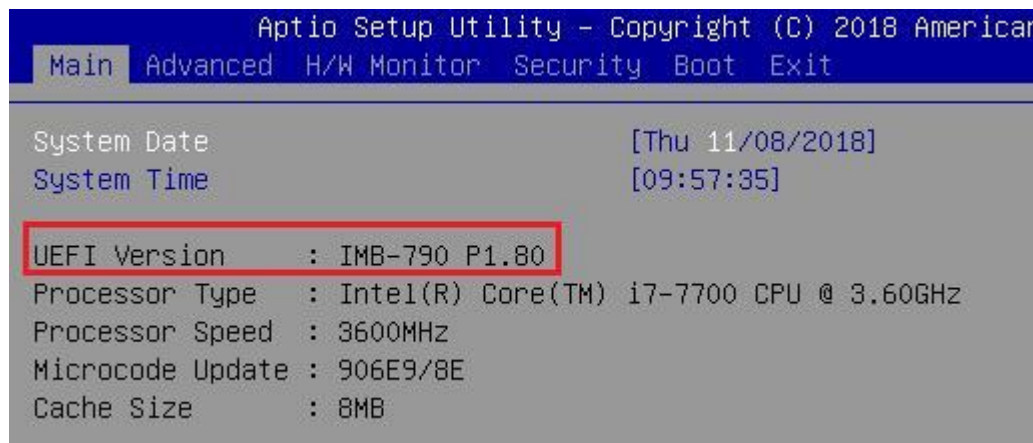 Aptio Setup Utility – Copyright (C) 2018 American
Main Advanced H/W Monitor Security Boot Exit
System Date [Thu 11/08/2018]
System Time [09:57:35]
UEFI Version : IMB-790 P1.80
Processor Type : Intel(R) Core(TM) i7-7700 CPU @ 3.60GHz
Processor Speed : 3600MHz
Microcode Update : 906E9/8E
Cache Size : 8MB